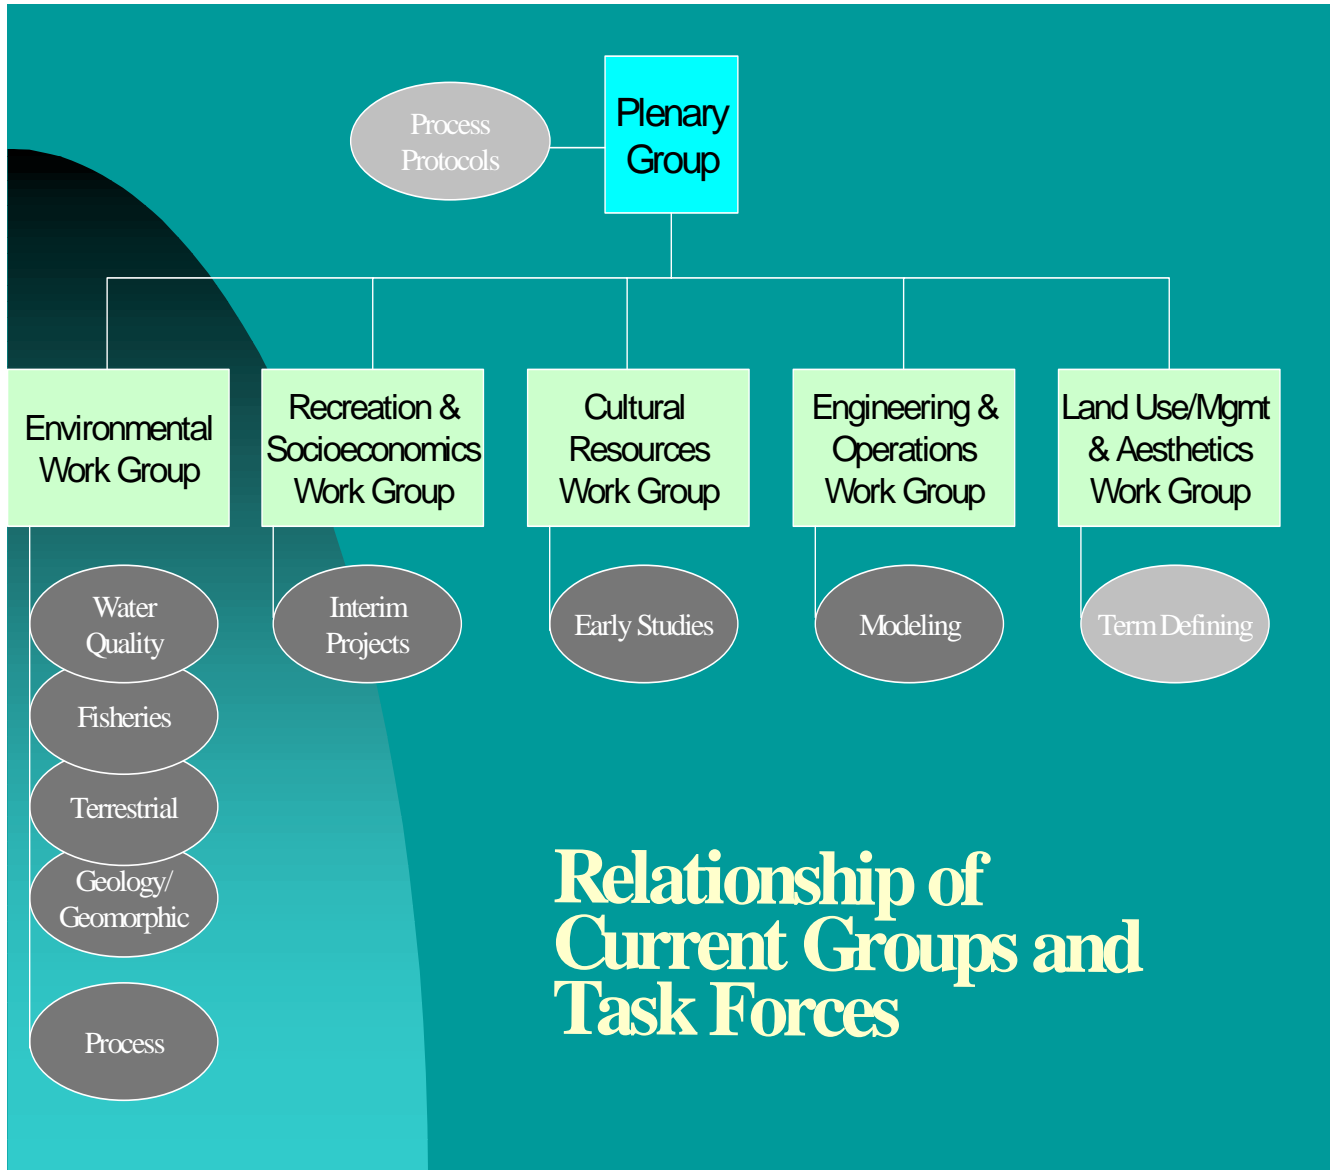 Process
Protocols
Plenary
Group
Environmental
Work Group
Recreation &
Socioeconomics
Work Group
Cultural
Resources
Work Group
Engineering &
Operations
Work Group
Land Use/Mgmt
& Aesthetics
Work Group
Water
Quality
Interim
Projects
Early Studies
Modeling
Term Defining
Fisheries
Terrestrial
Geology/
Geomorphic
Process
Relationship of
Current Groups and
Task Forces